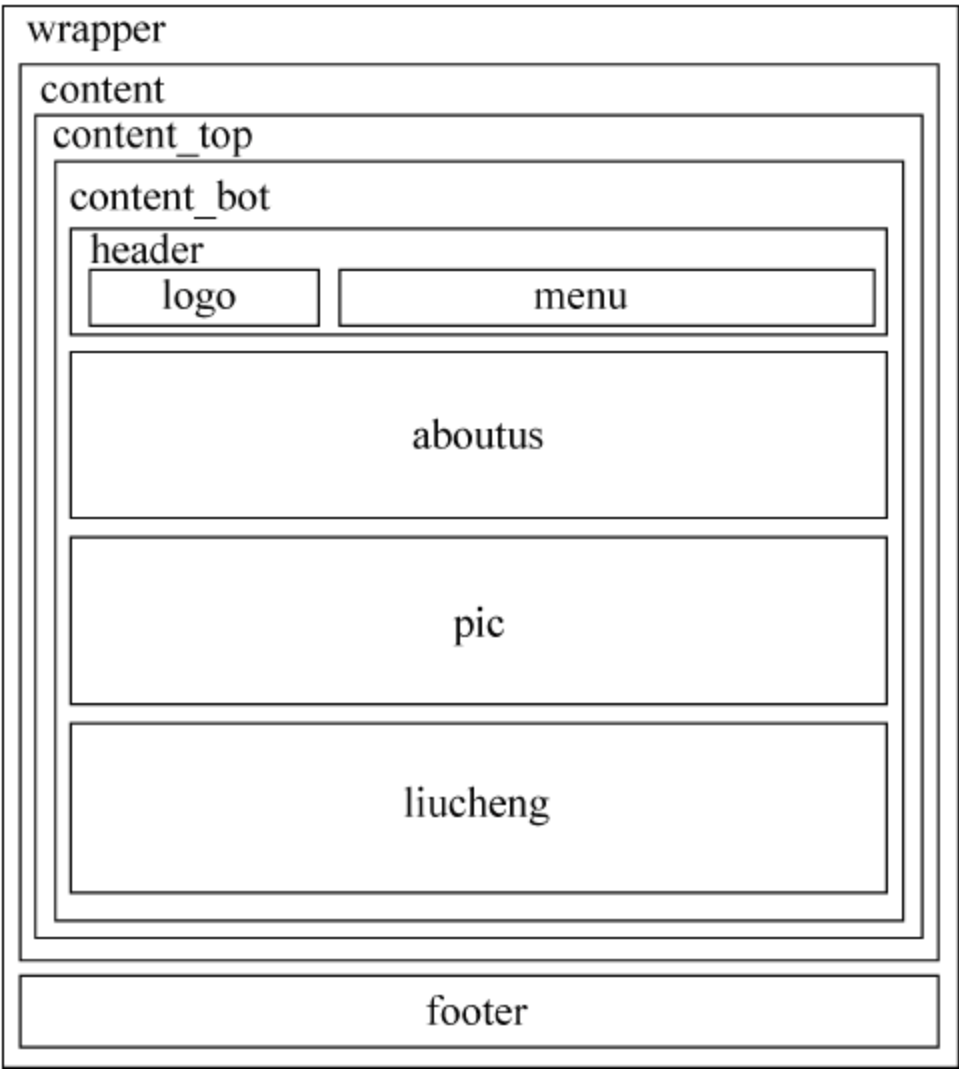 wrapper
content
content_top
content_bot
header
logo menu
aboutus
pic
liucheng
footer